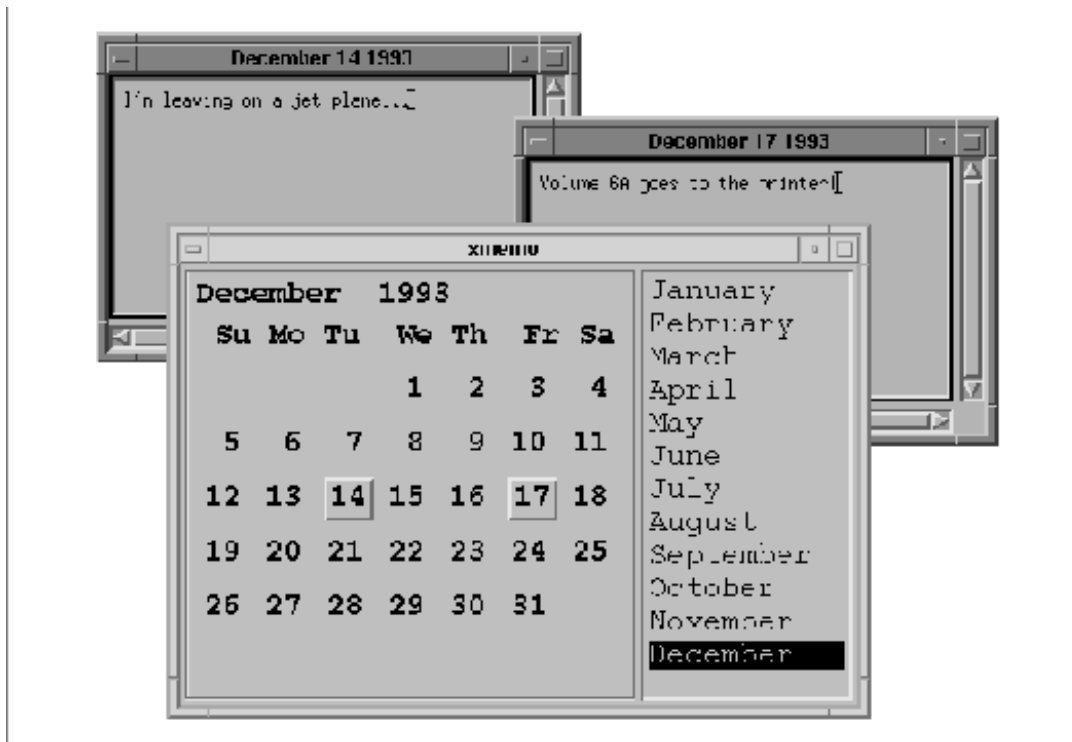 December 14 1993
I'm leaving on a jet plane...
December 17 1993
Volume 6A goes to the printer!
xmemo
December 1993
Su Mo Tu We Th Fr Sa
1 2 3 4
5 6 7 8 9 10 11
12 13 14 15 16 17 18
19 20 21 22 23 24 25
26 27 28 29 30 31
January
February
March
April
May
June
July
August
September
October
November
December